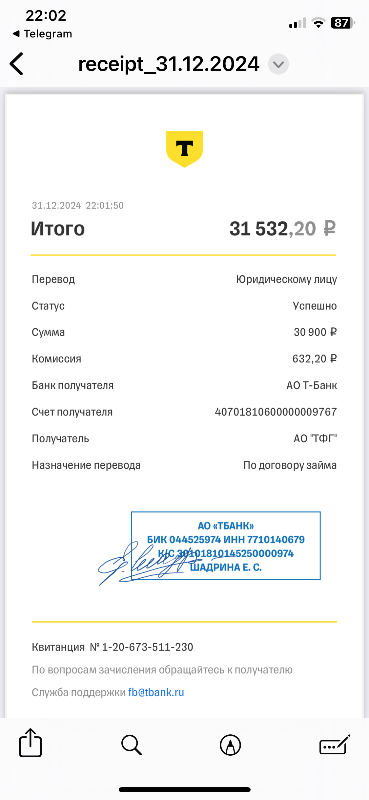 22:02
87
◀ Telegram
receipt_31.12.2024
T
31.12.2024 22:01:50
Итого 31 532,20 ₽
Перевод Юридическому лицу
Статус Успешно
Сумма 30 900 ₽
Комиссия 632,20 ₽
Банк получателя АО Т-Банк
Счет получателя 40701810600000009767
Получатель АО "ТФГ"
Назначение перевода По договору займа
АО «ТБАНК»
БИК 044525974 ИНН 7710140679
К/С 30101810145250000974
ШАДРИНА Е. С.
Квитанция № 1-20-673-511-230
По вопросам зачисления обращайтесь к получателю
Служба поддержки fb@tbank.ru